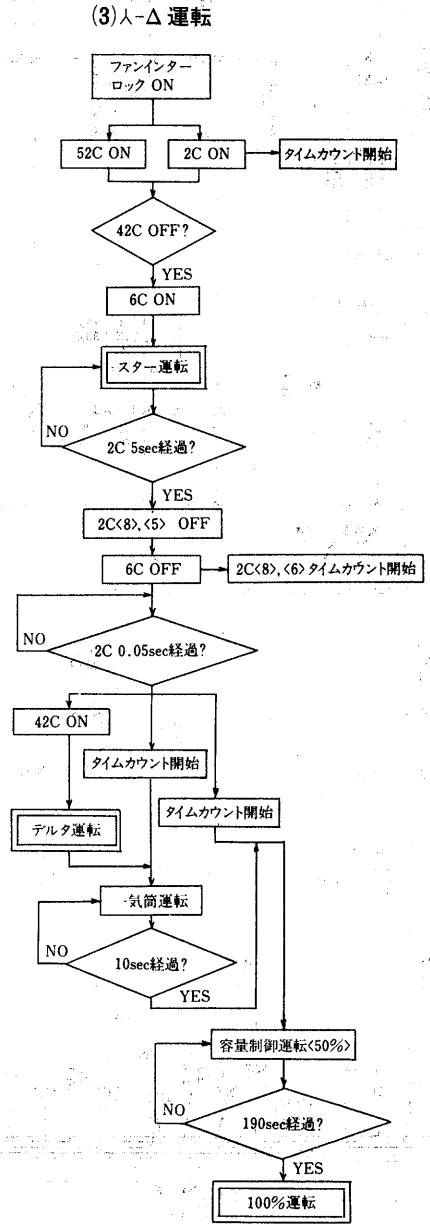 (3)人-Δ 運転
ファンインター
ロック ON
52C ON
2C ON
タイムカウント開始
42C OFF?
YES
6C ON
スター運転
NO
2C 5sec経過?
YES
2C<8>,<5> OFF
6C OFF
2C<8>,<6>タイムカウント開始
NO
2C 0.05sec経過?
42C ON
タイムカウント開始
タイムカウント開始
デルタ運転
一気筒運転
NO
10sec経過?
YES
容量制御運転<50%>
NO
190sec経過?
YES
100%運転